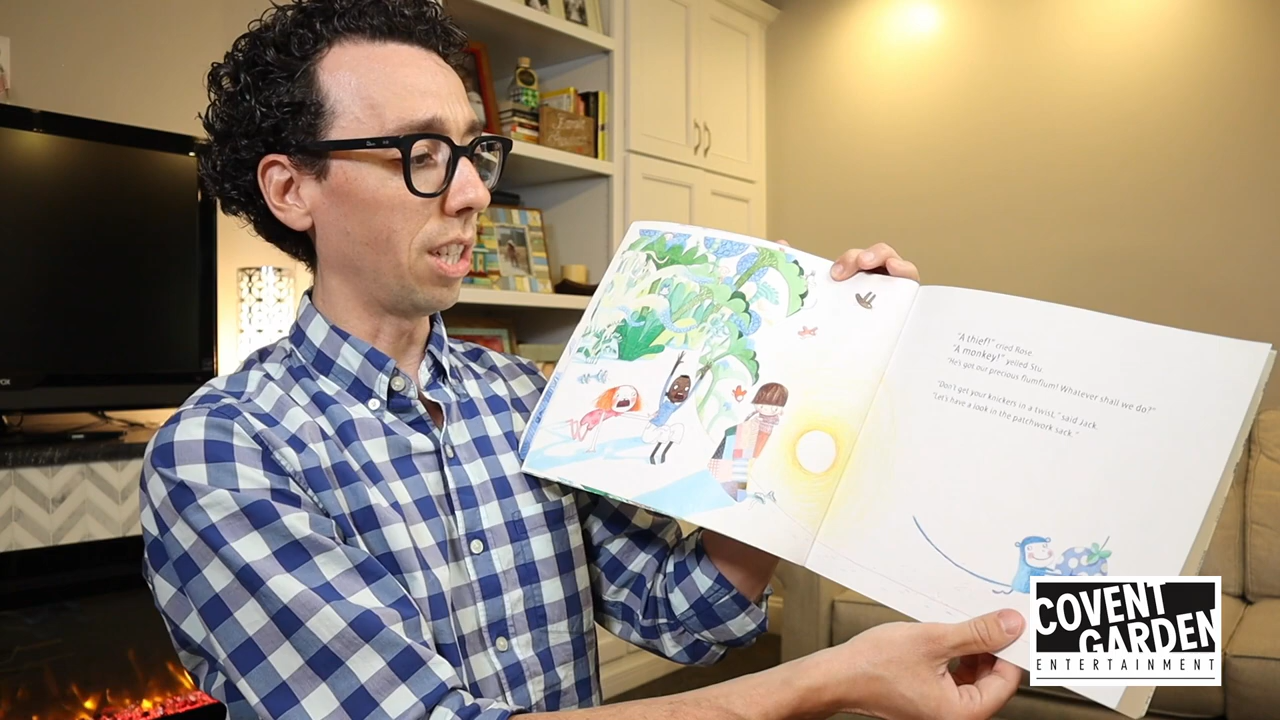 "A thief!" cried Rose.
"A monkey!" yelled Stu.
"He's got our precious flumflum! Whatever shall we do?"
"Don't get your knickers in a twist," said Jack.
"Let's have a look in the patchwork sack."
COVENT
GARDEN
ENTERTAINMENT